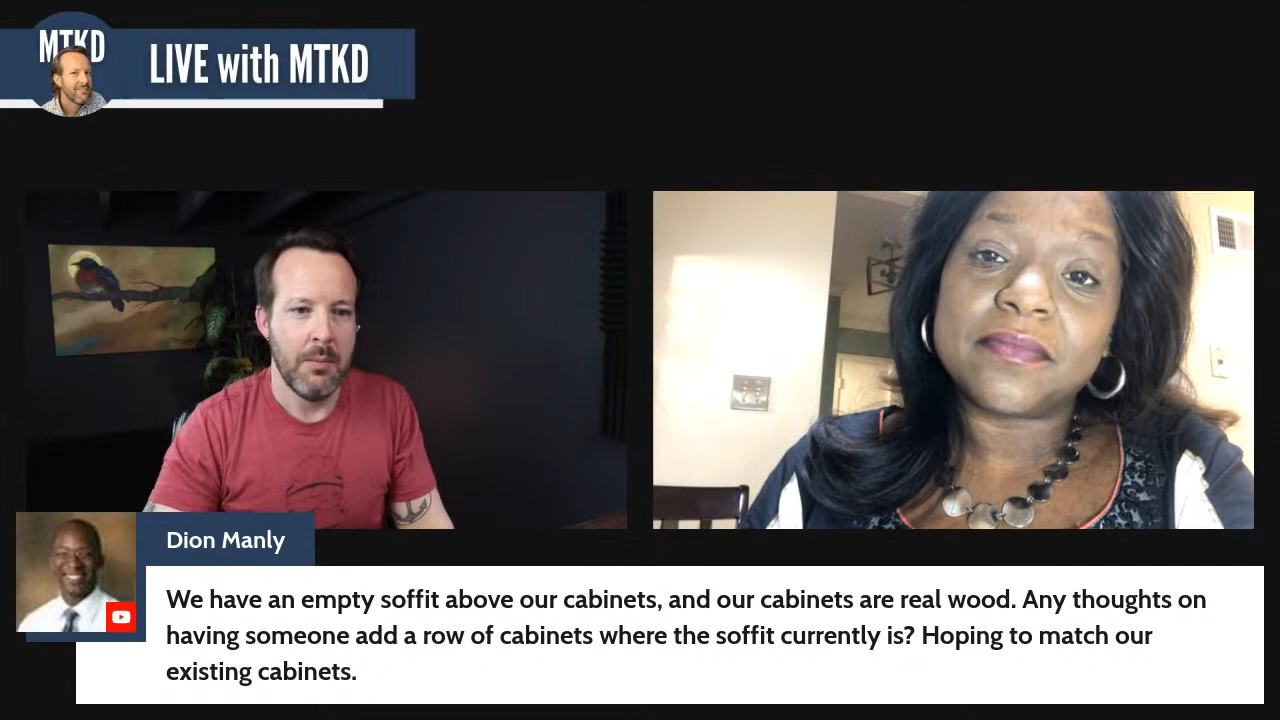 MTKD
LIVE with MTKD
Dion Manly
We have an empty soffit above our cabinets, and our cabinets are real wood. Any thoughts on
having someone add a row of cabinets where the soffit currently is? Hoping to match our
existing cabinets.